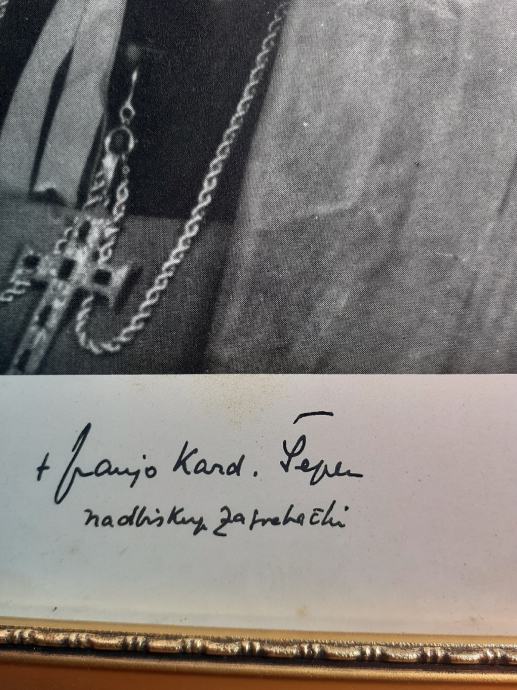 + Franjo Kard. Šeper
nadbiskup zagrebački